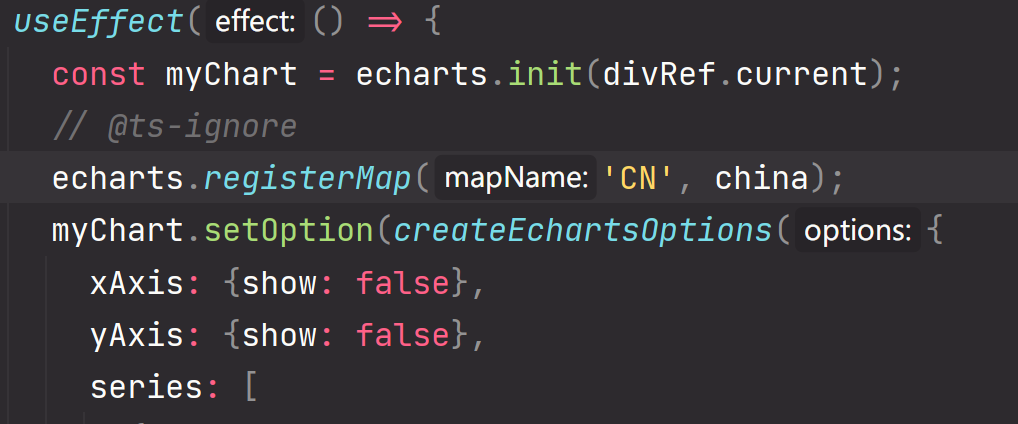 useEffect( effect: () => {
const myChart = echarts.init(divRef.current);
// @ts-ignore
echarts.registerMap( mapName: 'CN', china);
myChart.setOption(createEchartsOptions( options: {
xAxis: {show: false},
yAxis: {show: false},
series: [